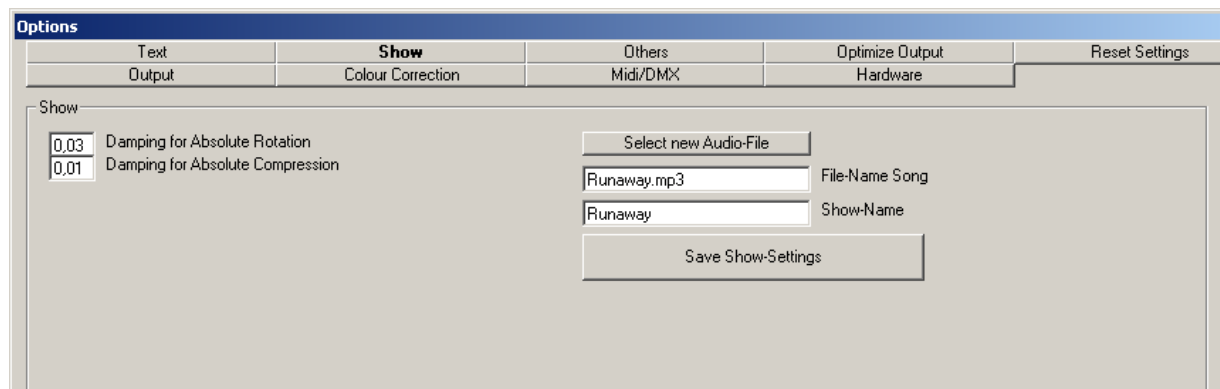 Options
Text Show Others Optimize Output Reset Settings
Output Colour Correction Midi/DMX Hardware
Show
0,03 Damping for Absolute Rotation
0,01 Damping for Absolute Compression
Select new Audio-File
Runaway.mp3 File-Name Song
Runaway Show-Name
Save Show-Settings